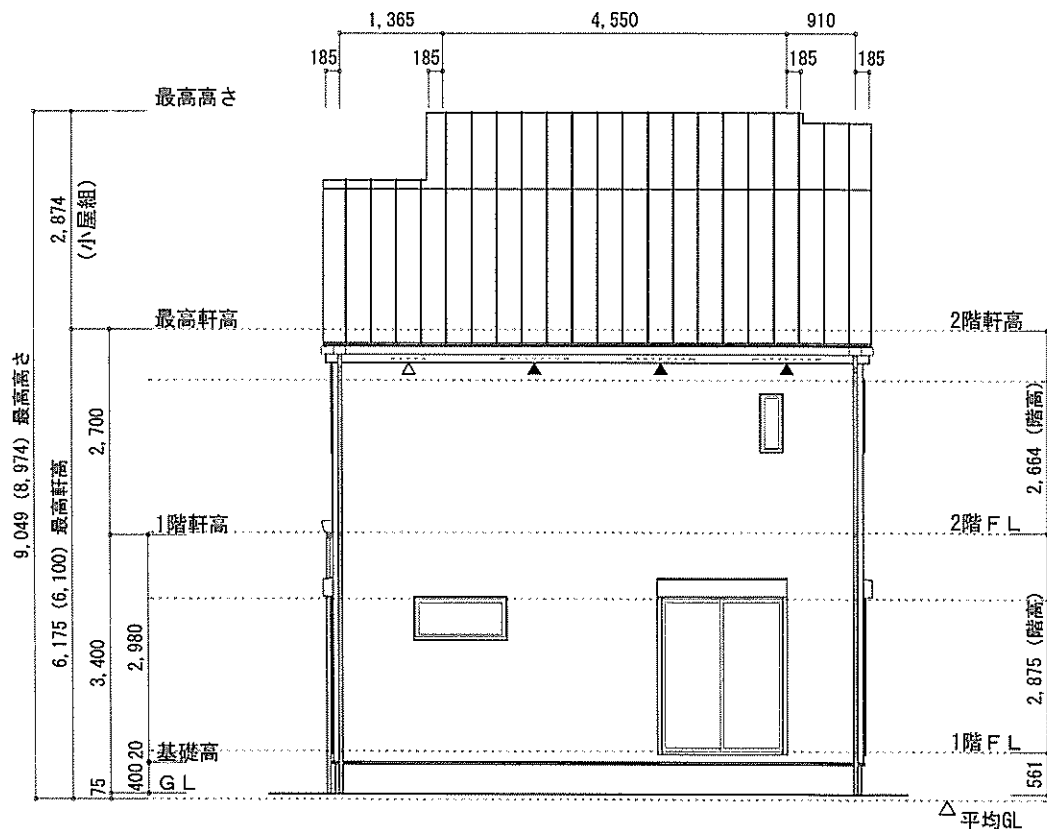 1,365 4,550 910
185 185 185 185
最高高さ
2,874
(小屋組)
最高軒高 2階軒高
9,049 (8,974) 最高高さ
6,175 (6,100) 最高軒高
2,700
2,664 (階高)
1階軒高 2階FL
3,400
2,980
2,875 (階高)
基礎高 1階FL
20
400
75
GL
561
平均GL